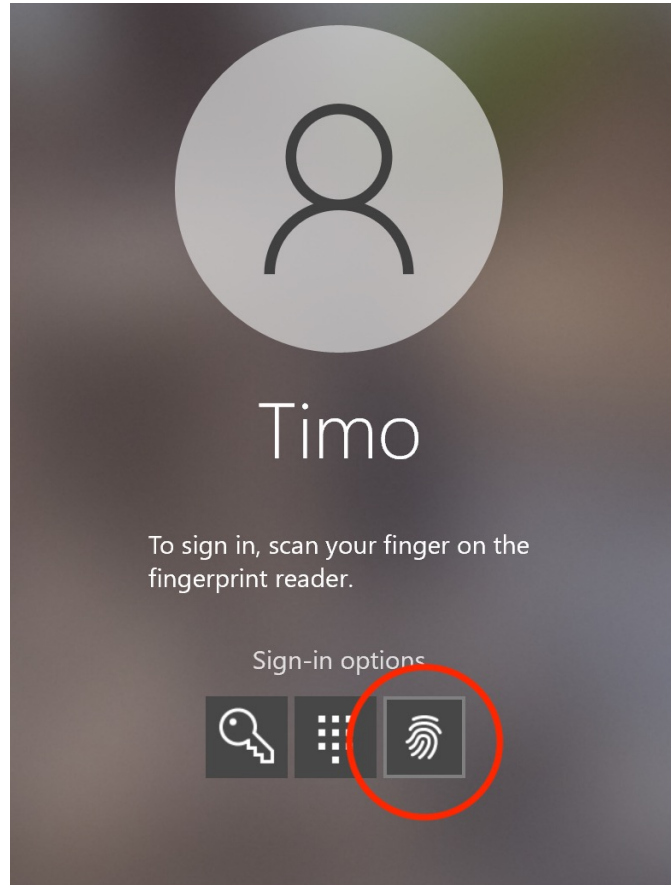 Timo
To sign in, scan your finger on the
fingerprint reader.
Sign-in options